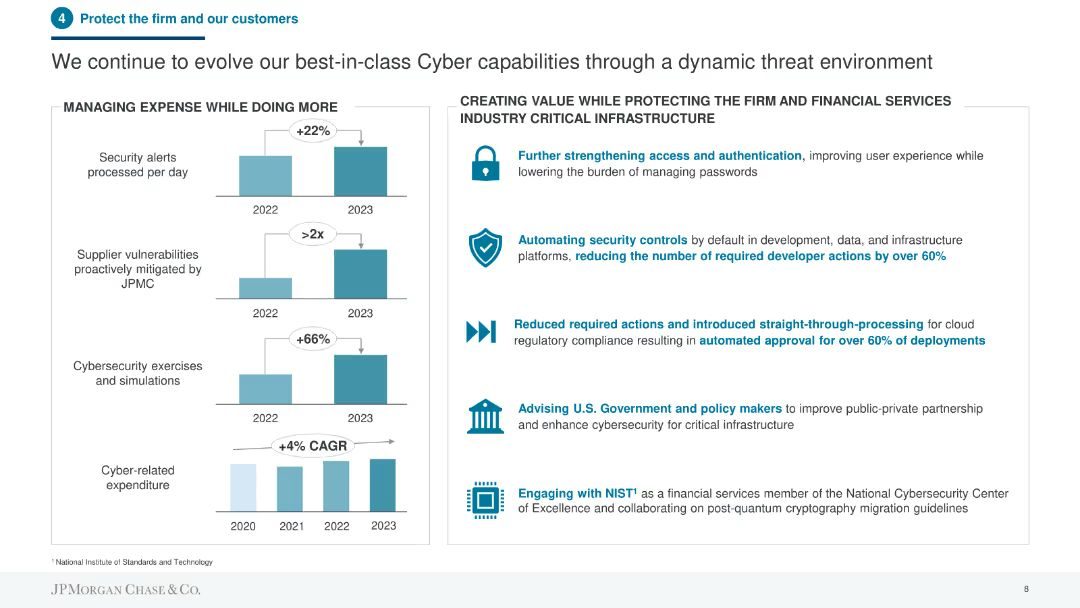 4 Protect the firm and our customers
We continue to evolve our best-in-class Cyber capabilities through a dynamic threat environment
MANAGING EXPENSE WHILE DOING MORE
Security alerts
processed per day
+22%
2022 2023
Supplier vulnerabilities
proactively mitigated by
JPMC
>2x
2022 2023
Cybersecurity exercises
and simulations
+66%
2022 2023
Cyber-related
expenditure
+4% CAGR
2020 2021 2022 2023
CREATING VALUE WHILE PROTECTING THE FIRM AND FINANCIAL SERVICES
INDUSTRY CRITICAL INFRASTRUCTURE
Further strengthening access and authentication, improving user experience while
lowering the burden of managing passwords
Automating security controls by default in development, data, and infrastructure
platforms, reducing the number of required developer actions by over 60%
Reduced required actions and introduced straight-through-processing for cloud
regulatory compliance resulting in automated approval for over 60% of deployments
Advising U.S. Government and policy makers to improve public-private partnership
and enhance cybersecurity for critical infrastructure
Engaging with NIST¹ as a financial services member of the National Cybersecurity Center
of Excellence and collaborating on post-quantum cryptography migration guidelines
¹ National Institute of Standards and Technology
JPMORGAN CHASE & CO.
8